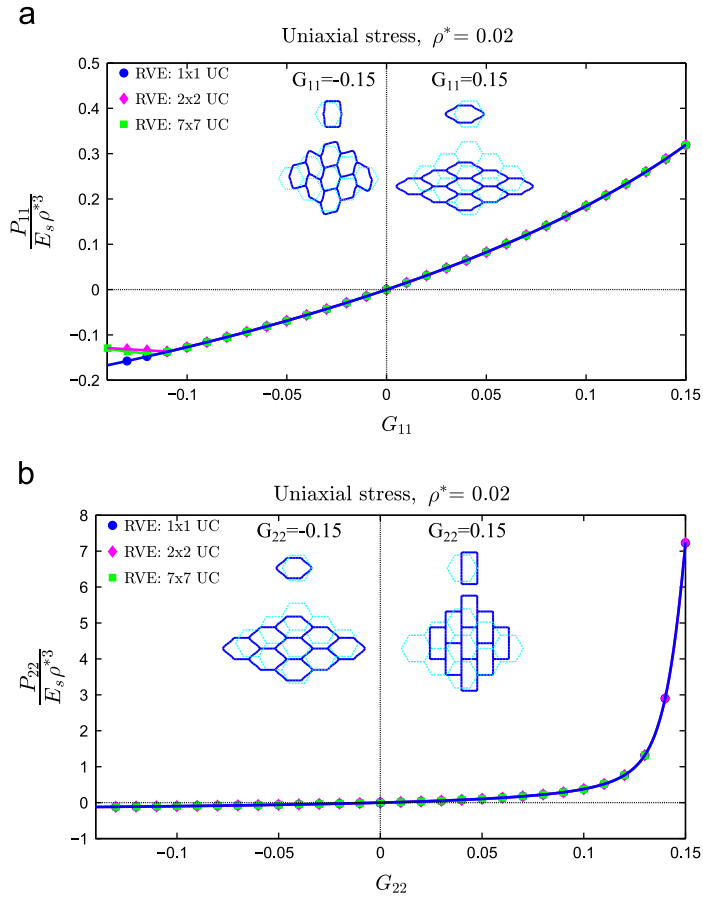 a
Uniaxial stress, ρ* = 0.02
RVE: 1x1 UC
RVE: 2x2 UC
RVE: 7x7 UC
G11=-0.15
G11=0.15
0.5
0.4
0.3
0.2
0.1
0
−0.1
−0.2
P11
Esρ*3
−0.1
−0.05
0
0.05
0.1
0.15
G11
b
Uniaxial stress, ρ* = 0.02
RVE: 1x1 UC
RVE: 2x2 UC
RVE: 7x7 UC
G22=-0.15
G22=0.15
8
7
6
5
4
3
2
1
0
−1
P22
Esρ*3
−0.1
−0.05
0
0.05
0.1
0.15
G22